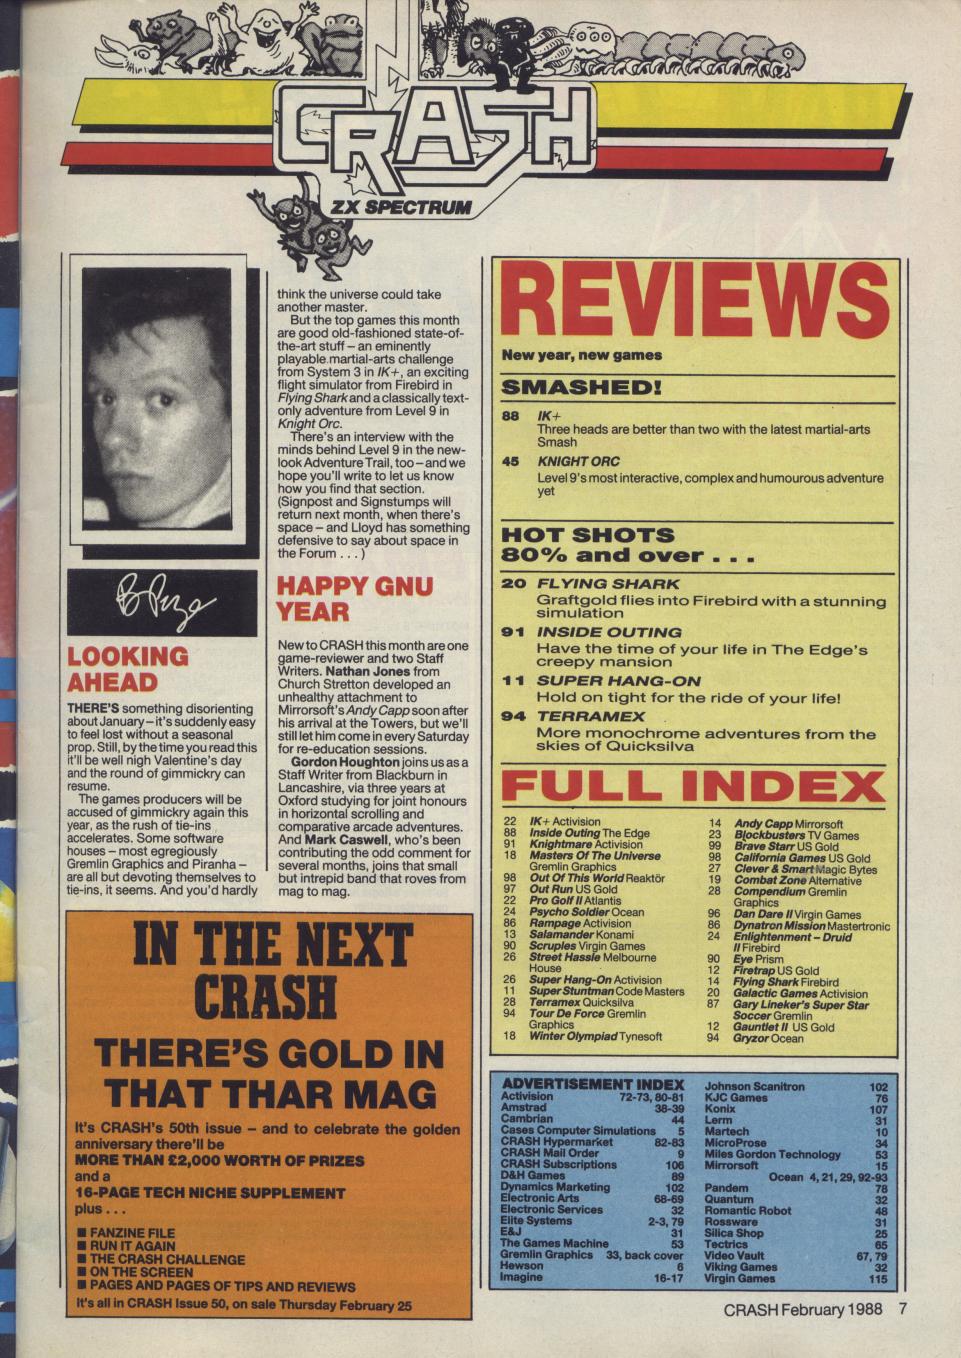 CRASH
ZX SPECTRUM
LOOKING
AHEAD
THERE'S something disorienting
about January – it's suddenly easy
to feel lost without a seasonal
prop. Still, by the time you read this
it'll be well nigh Valentine's day
and the round of gimmickry can
resume.
The games producers will be
accused of gimmickry again this
year, as the rush of tie-ins
accelerates. Some software
houses – most egregiously
Gremlin Graphics and Piranha –
are all but devoting themselves to
tie-ins, it seems. And you'd hardly
think the universe could take
another master.
But the top games this month
are good old-fashioned state-of-
the-art stuff – an eminently
playable martial-arts challenge
from System 3 in IK+, an exciting
flight simulator from Firebird in
Flying Shark and a classically text-
only adventure from Level 9 in
Knight Orc.
There's an interview with the
minds behind Level 9 in the new-
look Adventure Trail, too – and we
hope you'll write to let us know
how you find that section.
(Signpost and Signstumps will
return next month, when there's
space – and Lloyd has something
defensive to say about space in
the Forum . . . )
HAPPY GNU
YEAR
New to CRASH this month are one
game-reviewer and two Staff
Writers. Nathan Jones from
Church Stretton developed an
unhealthy attachment to
Mirrorsoft's Andy Capp soon after
his arrival at the Towers, but we'll
still let him come in every Saturday
for re-education sessions.
Gordon Houghton joins us as a
Staff Writer from Blackburn in
Lancashire, via three years at
Oxford studying for joint honours
in horizontal scrolling and
comparative arcade adventures.
And Mark Caswell, who's been
contributing the odd comment for
several months, joins that small
but intrepid band that roves from
mag to mag.
IN THE NEXT
CRASH
THERE'S GOLD IN
THAT THAR MAG
It's CRASH's 50th issue – and to celebrate the golden
anniversary there'll be
MORE THAN £2,000 WORTH OF PRIZES
and a
16-PAGE TECH NICHE SUPPLEMENT
plus . . .
■ FANZINE FILE
■ RUN IT AGAIN
■ THE CRASH CHALLENGE
■ ON THE SCREEN
■ PAGES AND PAGES OF TIPS AND REVIEWS
It's all in CRASH Issue 50, on sale Thursday February 25
REVIEWS
New year, new games
SMASHED!
88 IK+
Three heads are better than two with the latest martial-arts
Smash
45 KNIGHT ORC
Level 9's most interactive, complex and humourous adventure
yet
HOT SHOTS
80% and over . . .
20 FLYING SHARK
Graftgold flies into Firebird with a stunning
simulation
91 INSIDE OUTING
Have the time of your life in The Edge's
creepy mansion
11 SUPER HANG-ON
Hold on tight for the ride of your life!
94 TERRAMEX
More monochrome adventures from the
skies of Quicksilva
FULL INDEX
22 IK+ Activision
88 Inside Outing The Edge
91 Knightmare Activision
18 Masters Of The Universe
Gremlin Graphics
98 Out Of This World Reaktör
97 Out Run US Gold
22 Pro Golf II Atlantis
24 Psycho Soldier Ocean
86 Rampage Activision
13 Salamander Konami
90 Scruples Virgin Games
26 Street Hassle Melbourne
House
26 Super Hang-On Activision
11 Super Stuntman Code Masters
28 Terramex Quicksilva
94 Tour De Force Gremlin
Graphics
18 Winter Olympiad Tynesoft
14 Andy Capp Mirrorsoft
23 Blockbusters TV Games
99 Brave Starr US Gold
98 California Games US Gold
27 Clever & Smart Magic Bytes
19 Combat Zone Alternative
28 Compendium Gremlin
Graphics
96 Dan Dare II Virgin Games
86 Dynatron Mission Mastertronic
24 Enlightenment – Druid
II Firebird
90 Eye Prism
12 Firetrap US Gold
14 Flying Shark Firebird
20 Galactic Games Activision
87 Gary Lineker's Super Star
Soccer Gremlin
12 Gauntlet II US Gold
94 Gryzor Ocean
ADVERTISEMENT INDEX
Activision 72-73, 80-81
Amstrad 38-39
Cambrian 44
Cases Computer Simulations 5
CRASH Hypermarket 82-83
CRASH Mail Order 9
CRASH Subscriptions 106
D&H Games 89
Dynamics Marketing 102
Electronic Arts 68-69
Electronic Services 32
Elite Systems 2-3, 79
E&J 31
The Games Machine 53
Gremlin Graphics 33, back cover
Hewson 6
Imagine 16-17
Johnson Scanitron 102
KJC Games 76
Konix 107
Lerm 31
Martech 10
MicroProse 34
Miles Gordon Technology 53
Mirrorsoft 15
Ocean 4, 21, 29, 92-93
Pandem 78
Quantum 32
Romantic Robot 48
Rossware 31
Silica Shop 25
Tectrics 65
Video Vault 67, 79
Viking Games 32
Virgin Games 115
CRASH February 1988 7